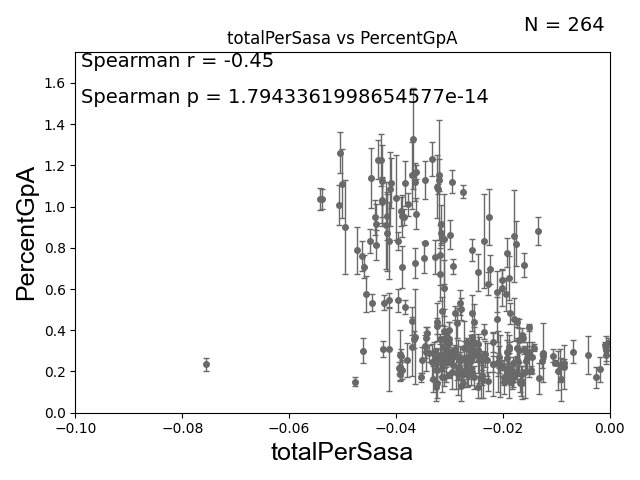 N = 264
totalPerSasa vs PercentGpA
Spearman r = -0.45
Spearman p = 1.7943361998654577e-14
1.6
1.4
1.2
1.0
0.8
0.6
0.4
0.2
0.0
PercentGpA
−0.10 −0.08 −0.06 −0.04 −0.02 0.00
totalPerSasa